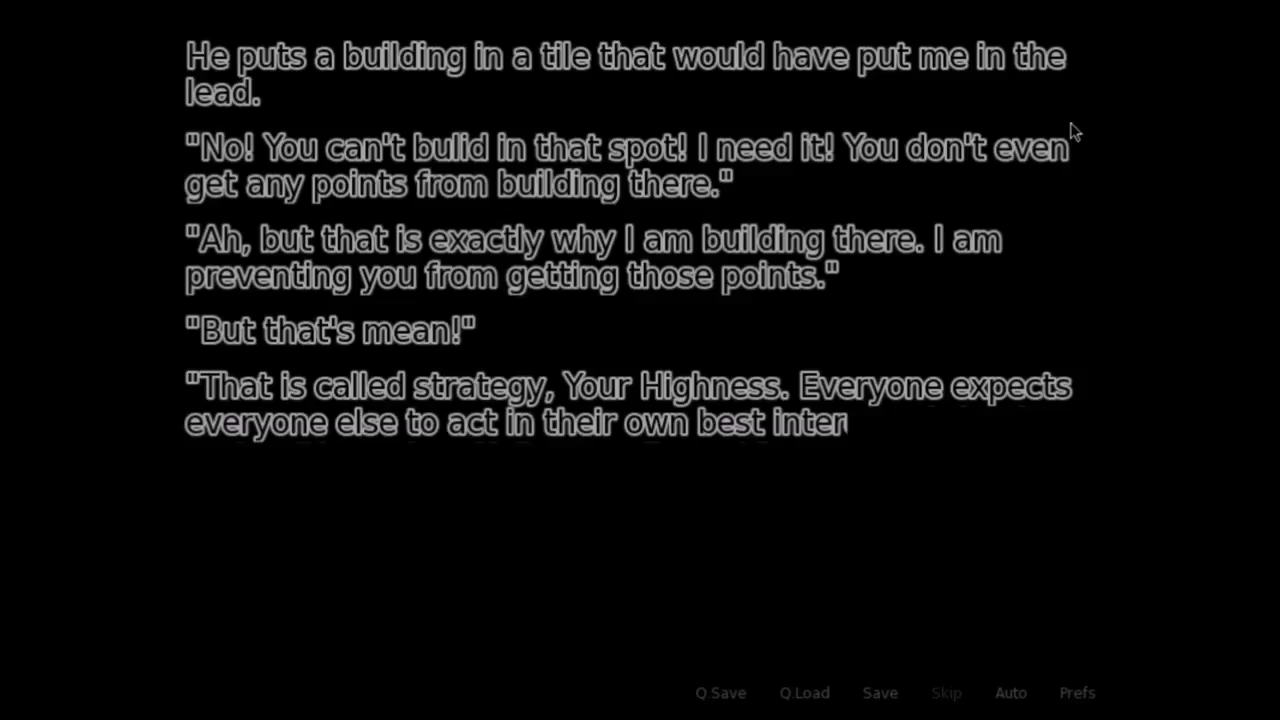 He puts a building in a tile that would have put me in the
lead.
"No! You can't bulid in that spot! I need it! You don't even
get any points from building there."
"Ah, but that is exactly why I am building there. I am
preventing you from getting those points."
"But that's mean!"
"That is called strategy, Your Highness. Everyone expects
everyone else to act in their own best inter
Q.Save Q.Load Save Skip Auto Prefs